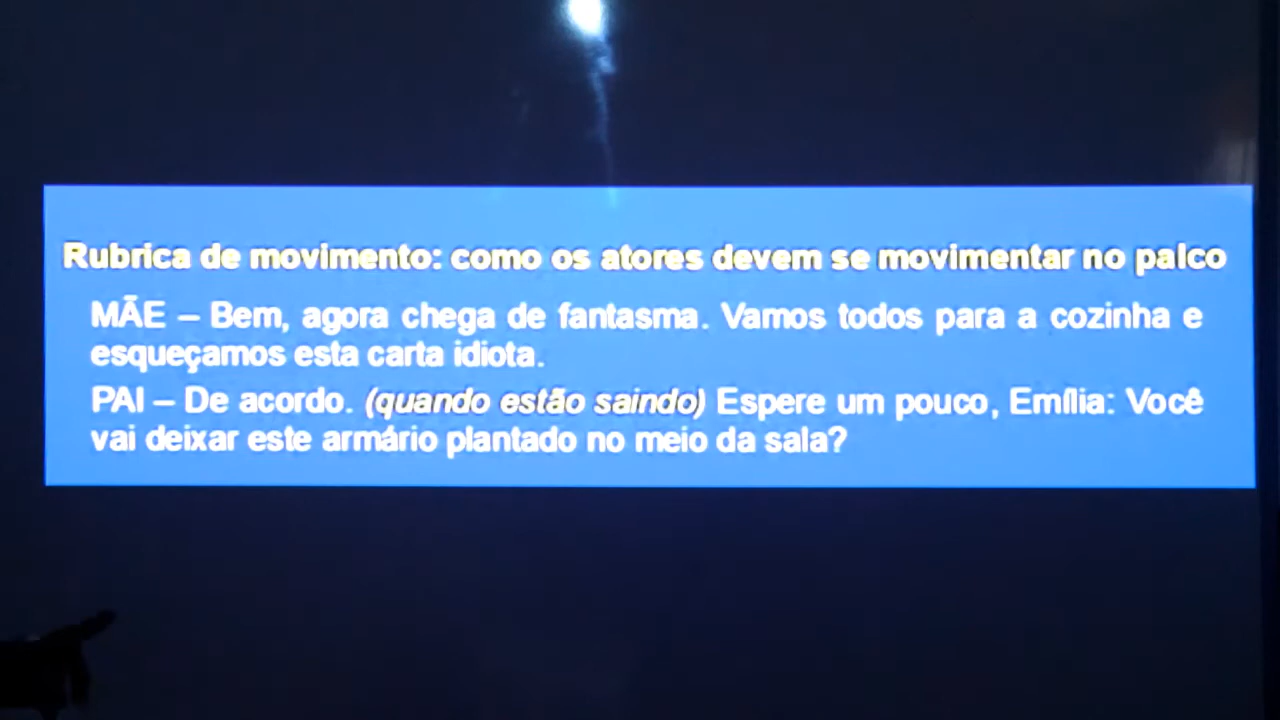 Rubrica de movimento: como os atores devem se movimentar no palco
MÃE – Bem, agora chega de fantasma. Vamos todos para a cozinha e
esqueçamos esta carta idiota.
PAI – De acordo. (quando estão saindo) Espere um pouco, Emília: Você
vai deixar este armário plantado no meio da sala?